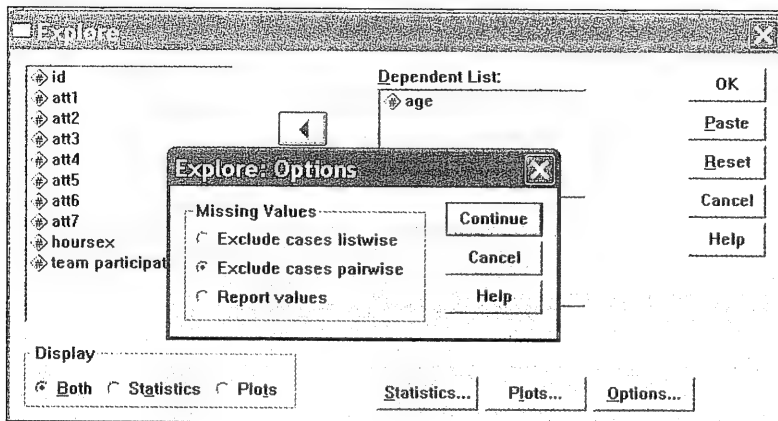 Explore
id
att1
att2
att3
att4
att5
att6
att7
hoursex
team participat
Dependent List:
age
OK
Paste
Reset
Cancel
Help
Explore: Options
Missing Values
Exclude cases listwise
Exclude cases pairwise
Report values
Continue
Cancel
Help
Display
Both Statistics Plots
Statistics... Plots... Options...